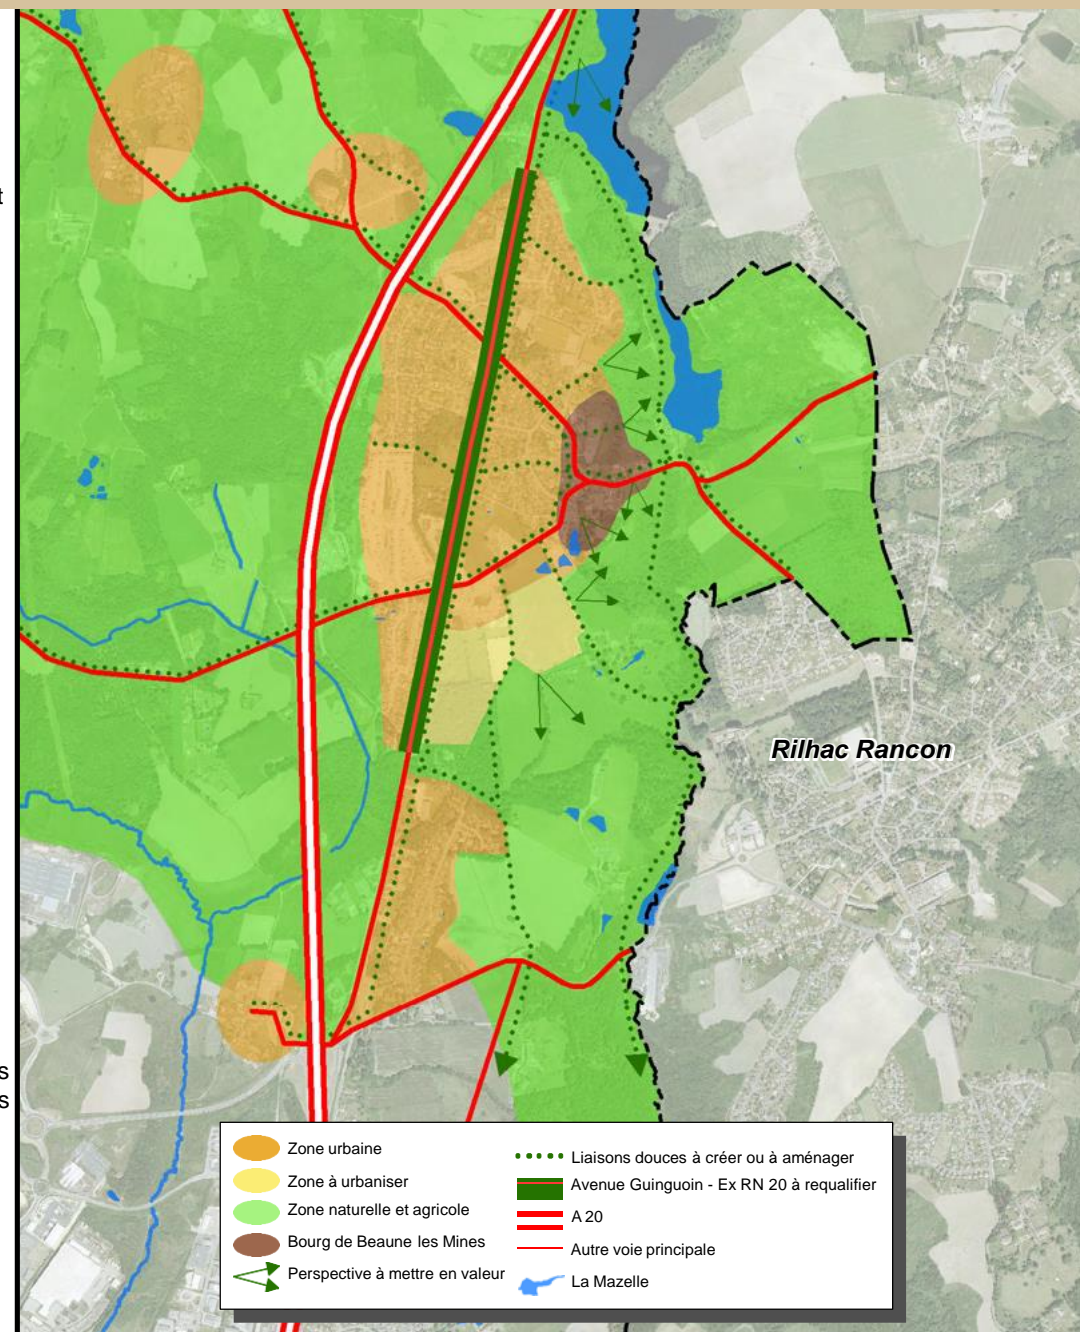 t
Rilhac Rancon
s
s
Zone urbaine
Zone à urbaniser
Zone naturelle et agricole
Bourg de Beaune les Mines
Perspective à mettre en valeur
Liaisons douces à créer ou à aménager
Avenue Guinguoin - Ex RN 20 à requalifier
A 20
Autre voie principale
La Mazelle